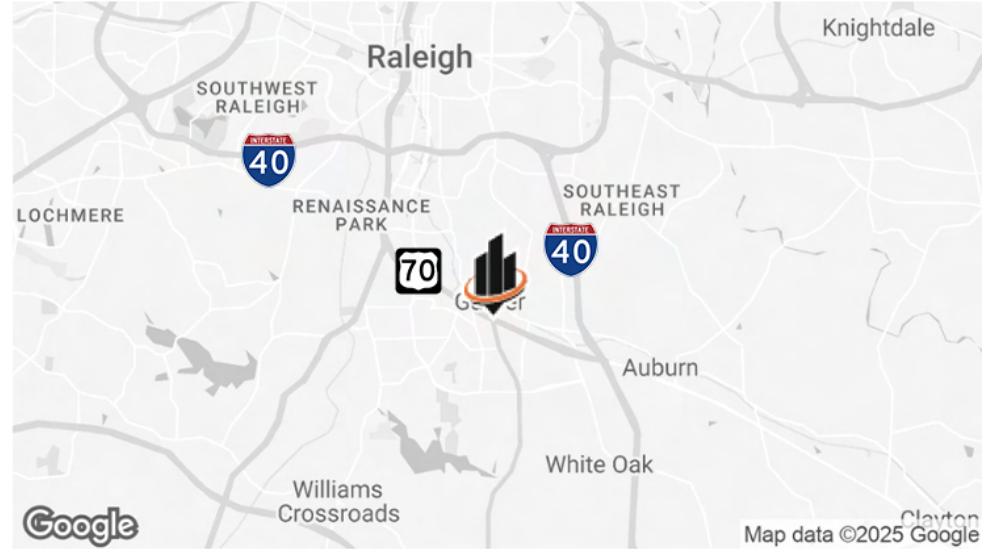 Knightdale
Raleigh
SOUTHWEST
RALEIGH
INTERSTATE
40
SOUTHEAST
RALEIGH
LOCHMERE
RENAISSANCE
PARK
INTERSTATE
40
70
Auburn
White Oak
Williams
Crossroads
Clayton
Google
Map data ©2025 Google